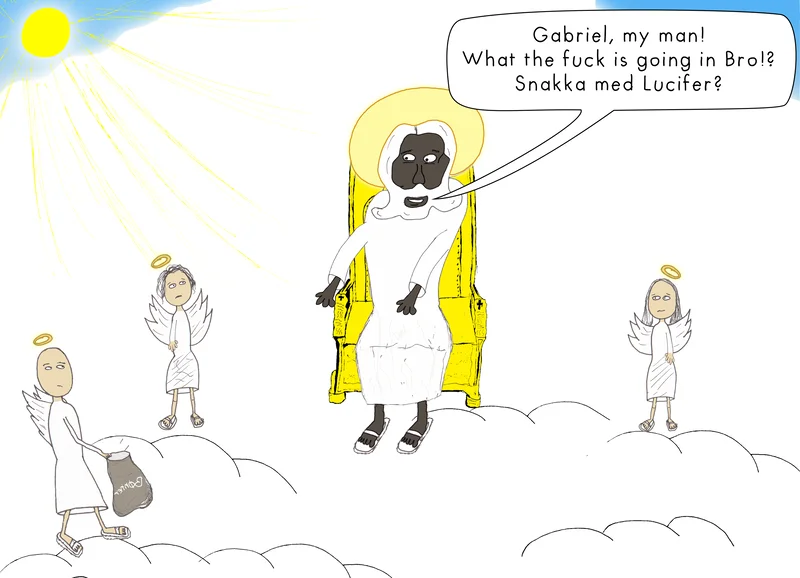 Gabriel, my man!
What the fuck is going in Bro!?
Snakka med Lucifer?